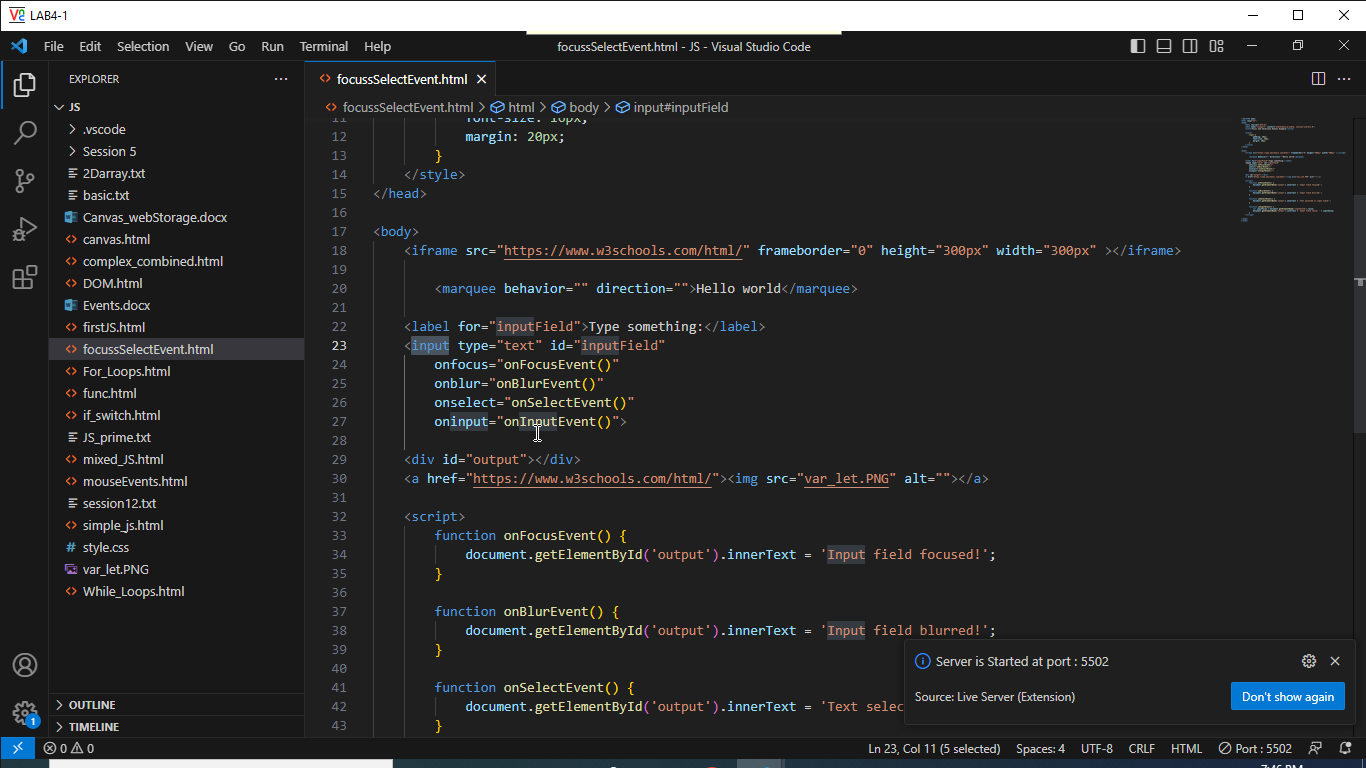 LAB4-1
File Edit Selection View Go Run Terminal Help
focussSelectEvent.html - JS - Visual Studio Code
EXPLORER
JS
.vscode
Session 5
2Darray.txt
basic.txt
Canvas_webStorage.docx
canvas.html
complex_combined.html
DOM.html
Events.docx
firstJS.html
focussSelectEvent.html
For_Loops.html
func.html
if_switch.html
JS_prime.txt
mixed_JS.html
mouseEvents.html
session12.txt
simple_js.html
style.css
var_let.PNG
While_Loops.html
OUTLINE
TIMELINE
focussSelectEvent.html
focussSelectEvent.html > html > body > input#inputField
11 font-size: 16px;
12 margin: 20px;
13 }
14 </style>
15 </head>
16
17 <body>
18 <iframe src="https://www.w3schools.com/html/" frameborder="0" height="300px" width="300px" ></iframe>
19
20 <marquee behavior="" direction="">Hello world</marquee>
21
22 <label for="inputField">Type something:</label>
23 <input type="text" id="inputField"
24 onfocus="onFocusEvent()"
25 onblur="onBlurEvent()"
26 onselect="onSelectEvent()"
27 oninput="onInputEvent()">
28
29 <div id="output"></div>
30 <a href="https://www.w3schools.com/html/"><img src="var_let.PNG" alt=""></a>
31
32 <script>
33 function onFocusEvent() {
34 document.getElementById('output').innerText = 'Input field focused!';
35 }
36
37 function onBlurEvent() {
38 document.getElementById('output').innerText = 'Input field blurred!';
39 }
40
41 function onSelectEvent() {
42 document.getElementById('output').innerText = 'Text selec
43 }
Server is Started at port : 5502
Source: Live Server (Extension)
Don't show again
1
0 0
Ln 23, Col 11 (5 selected) Spaces: 4 UTF-8 CRLF HTML Port : 5502